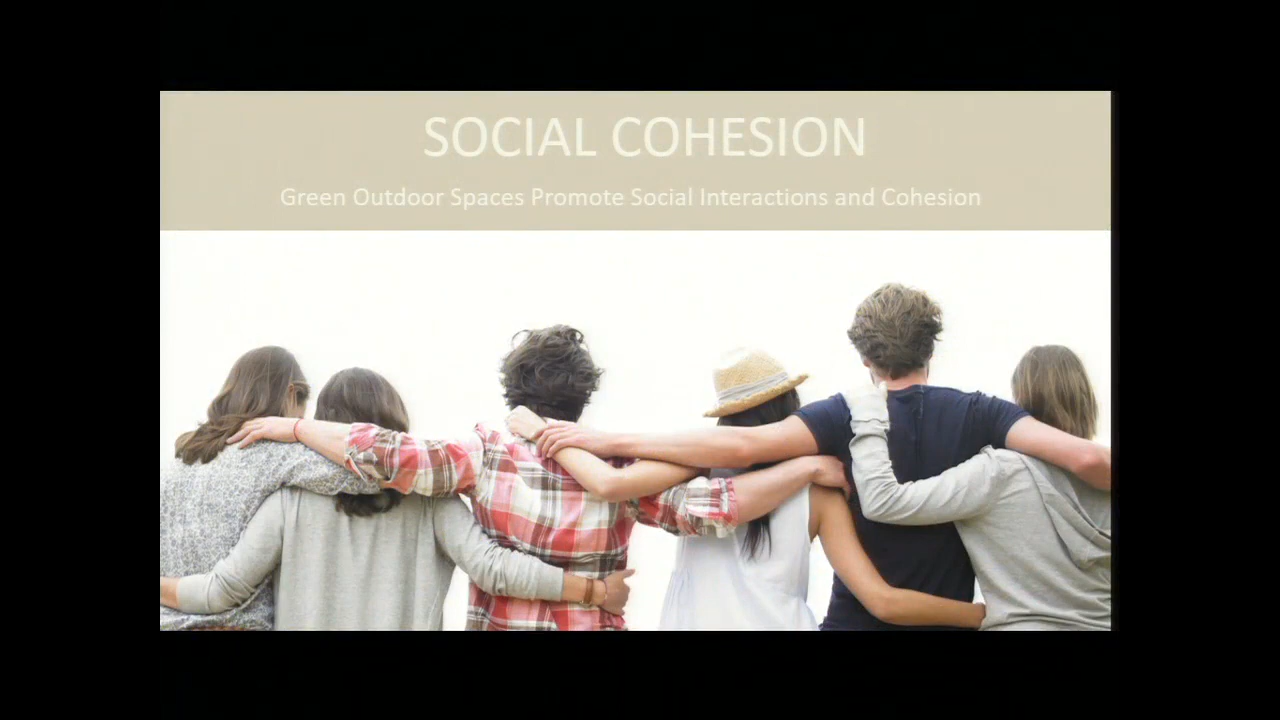 SOCIAL COHESION
Green Outdoor Spaces Promote Social Interactions and Cohesion